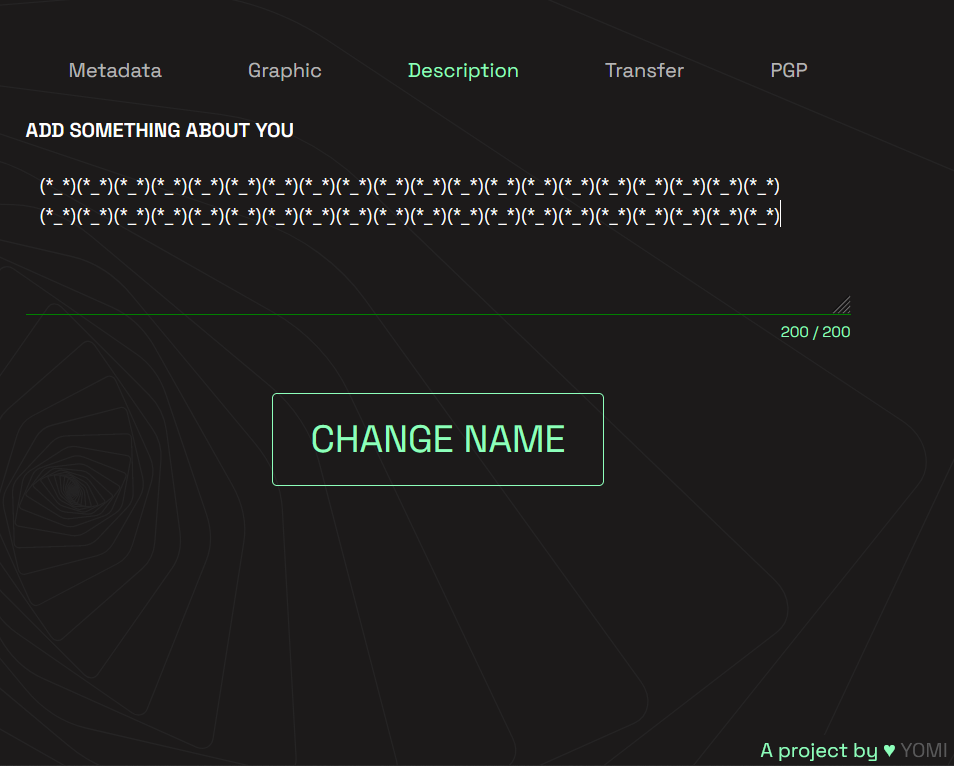 Metadata Graphic Description Transfer PGP
ADD SOMETHING ABOUT YOU
(*_*)(*_*)(*_*)(*_*)(*_*)(*_*)(*_*)(*_*)(*_*)(*_*)(*_*)(*_*)(*_*)(*_*)(*_*)(*_*)(*_*)(*_*)(*_*)(*_*)
(*_*)(*_*)(*_*)(*_*)(*_*)(*_*)(*_*)(*_*)(*_*)(*_*)(*_*)(*_*)(*_*)(*_*)(*_*)(*_*)(*_*)(*_*)(*_*)(*_*)
200 / 200
CHANGE NAME
A project by ♥ YOMI